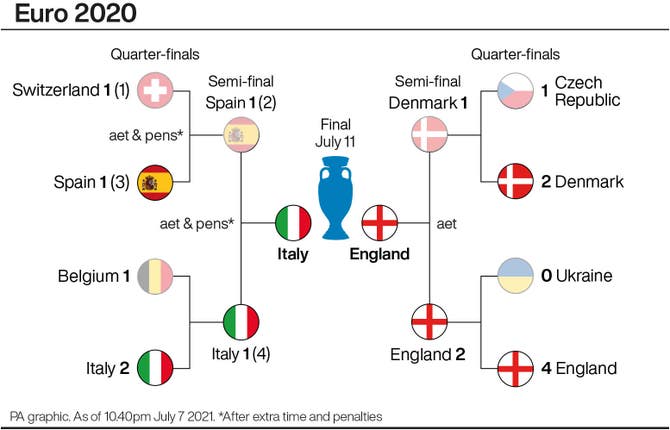 Euro 2020
Quarter-finals
Quarter-finals
Switzerland 1 (1)
Semi-final
Spain 1 (2)
Semi-final
Denmark 1
1 Czech
Republic
aet & pens*
Final
July 11
Spain 1 (3)
2 Denmark
aet & pens*
aet
Italy
England
Belgium 1
0 Ukraine
Italy 1 (4)
England 2
Italy 2
4 England
PA graphic. As of 10.40pm July 7 2021. *After extra time and penalties